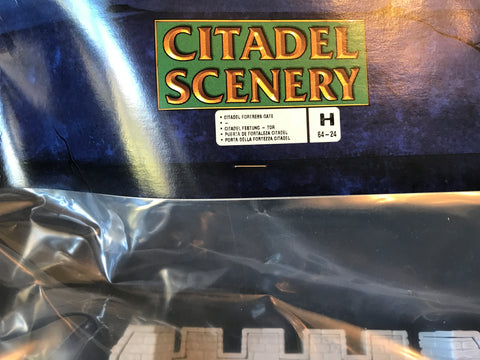 CITADEL
SCENERY
• CITADEL FORTRESS GATE
• -
• CITADEL FESTUNG - TOR
• PUERTA DE FORTALEZA CITADEL
• PORTA DELLA FORTEZZA CITADEL
H
64-24